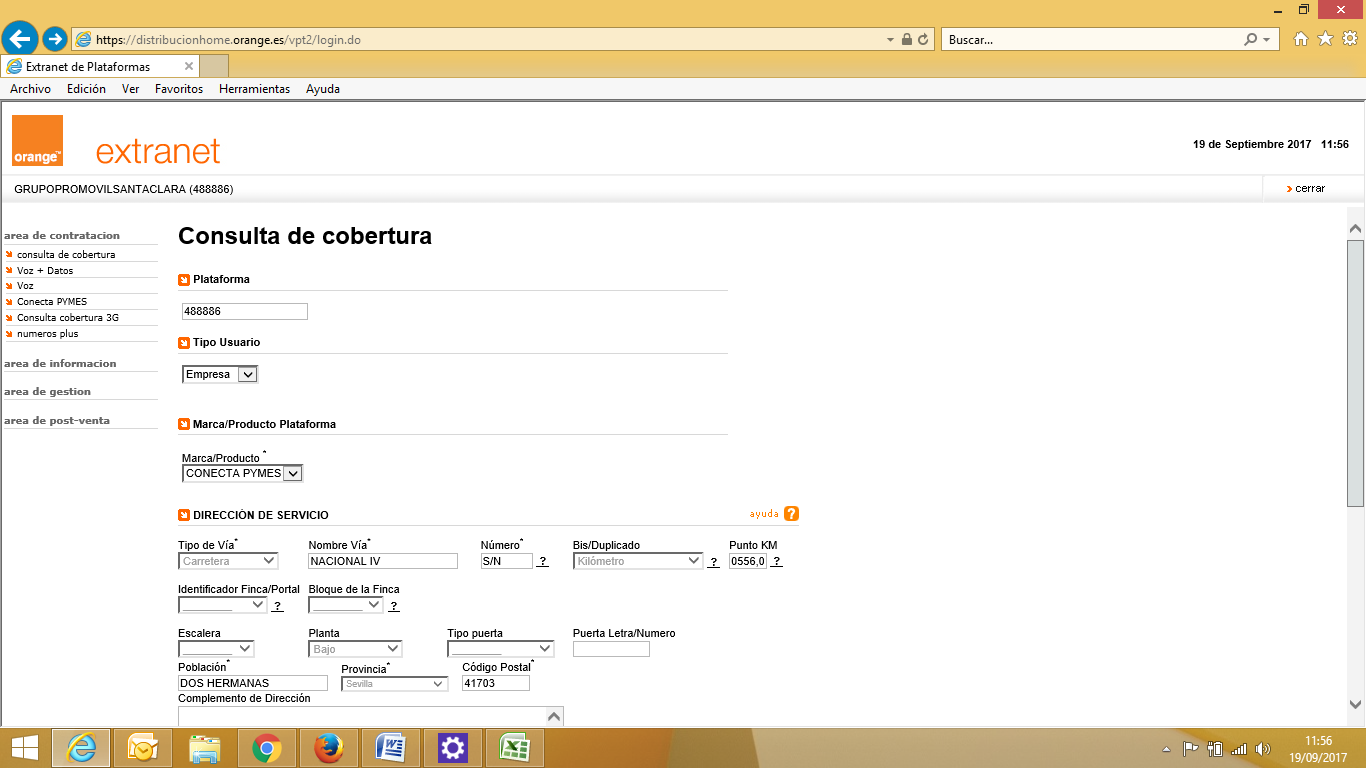 https://distribucionhome.orange.es/vpt2/login.do
Buscar...
Extranet de Plataformas
Archivo Edición Ver Favoritos Herramientas Ayuda
orange™
extranet
19 de Septiembre 2017 11:56
GRUPOPROMOVILSANTACLARA (488886)
cerrar
area de contratacion
consulta de cobertura
Voz + Datos
Voz
Conecta PYMES
Consulta cobertura 3G
numeros plus
area de informacion
area de gestion
area de post-venta
Consulta de cobertura
Plataforma
488886
Tipo Usuario
Empresa
Marca/Producto Plataforma
Marca/Producto *
CONECTA PYMES
DIRECCIÓN DE SERVICIO
ayuda ?
Tipo de Vía* Nombre Vía* Número* Bis/Duplicado Punto KM
Carretera NACIONAL IV S/N ? Kilómetro ? 0556,0 ?
Identificador Finca/Portal Bloque de la Finca
? ?
Escalera Planta Tipo puerta Puerta Letra/Numero
Bajo
Población* Provincia* Código Postal*
DOS HERMANAS Sevilla 41703
Complemento de Dirección
11:56
19/09/2017